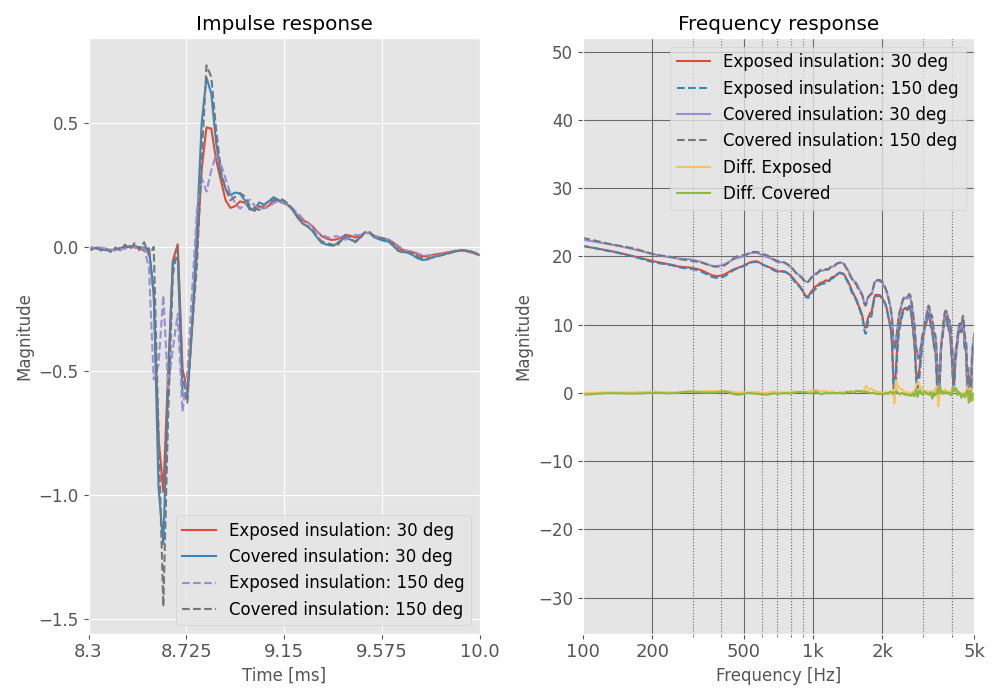 Impulse response
Magnitude
0.5
0.0
−0.5
−1.0
−1.5
Exposed insulation: 30 deg
Covered insulation: 30 deg
Exposed insulation: 150 deg
Covered insulation: 150 deg
8.3 8.725 9.15 9.575 10.0
Time [ms]
Frequency response
Magnitude
50
40
30
20
10
0
−10
−20
−30
Exposed insulation: 30 deg
Exposed insulation: 150 deg
Covered insulation: 30 deg
Covered insulation: 150 deg
Diff. Exposed
Diff. Covered
100 200 500 1k 2k 5k
Frequency [Hz]